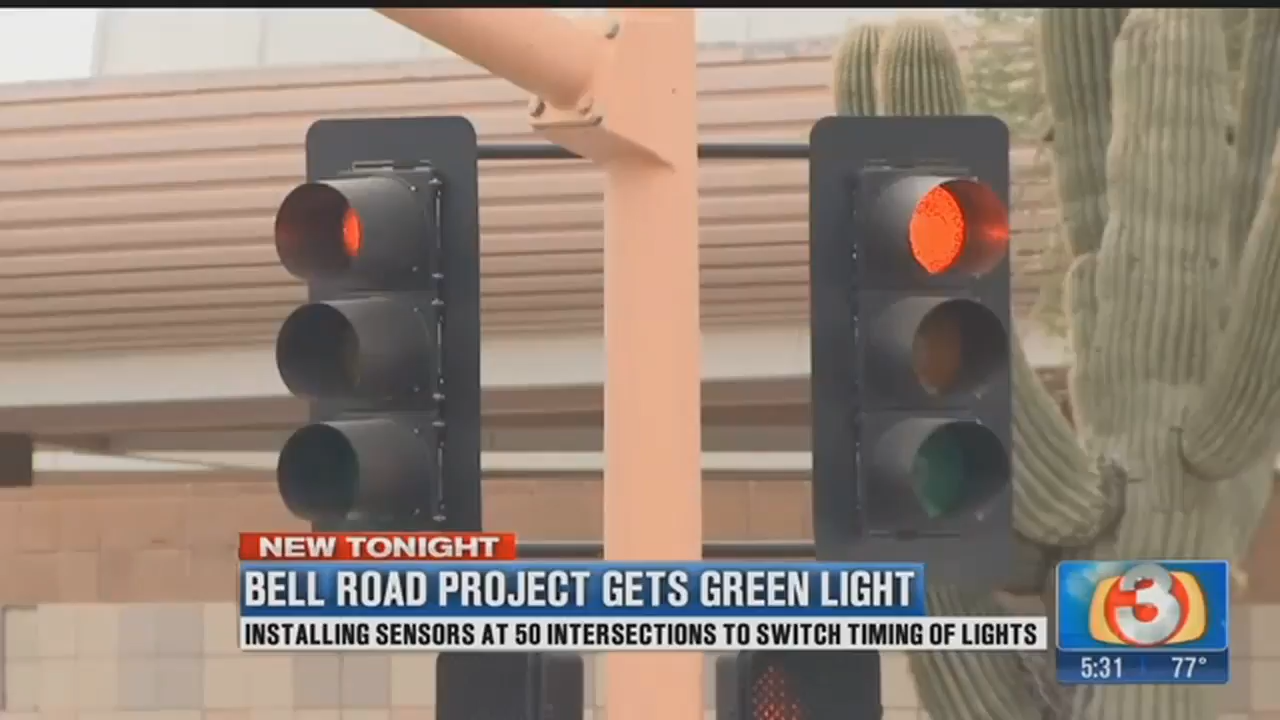 NEW TONIGHT
BELL ROAD PROJECT GETS GREEN LIGHT
INSTALLING SENSORS AT 50 INTERSECTIONS TO SWITCH TIMING OF LIGHTS
3
5:31 77°